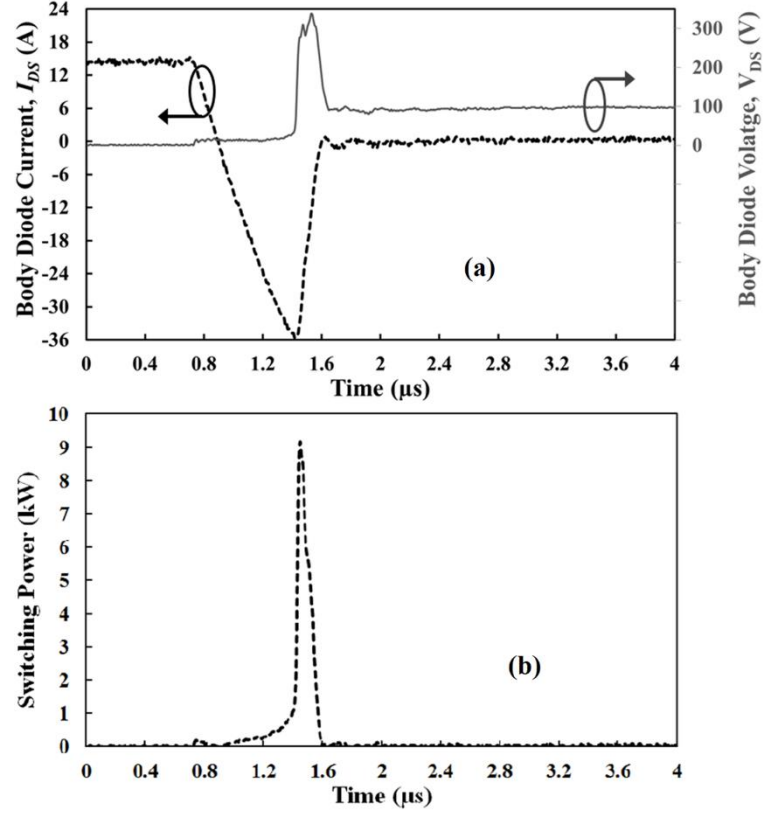 Body Diode Current, I_DS (A)
24
18
12
6
0
-6
-12
-18
-24
-30
-36
300
200
100
0
Body Diode Volatge, V_DS (V)
(a)
0 0.4 0.8 1.2 1.6 2 2.4 2.8 3.2 3.6 4
Time (µs)
Switching Power (kW)
10
9
8
7
6
5
4
3
2
1
0
(b)
0 0.4 0.8 1.2 1.6 2 2.4 2.8 3.2 3.6 4
Time (µs)